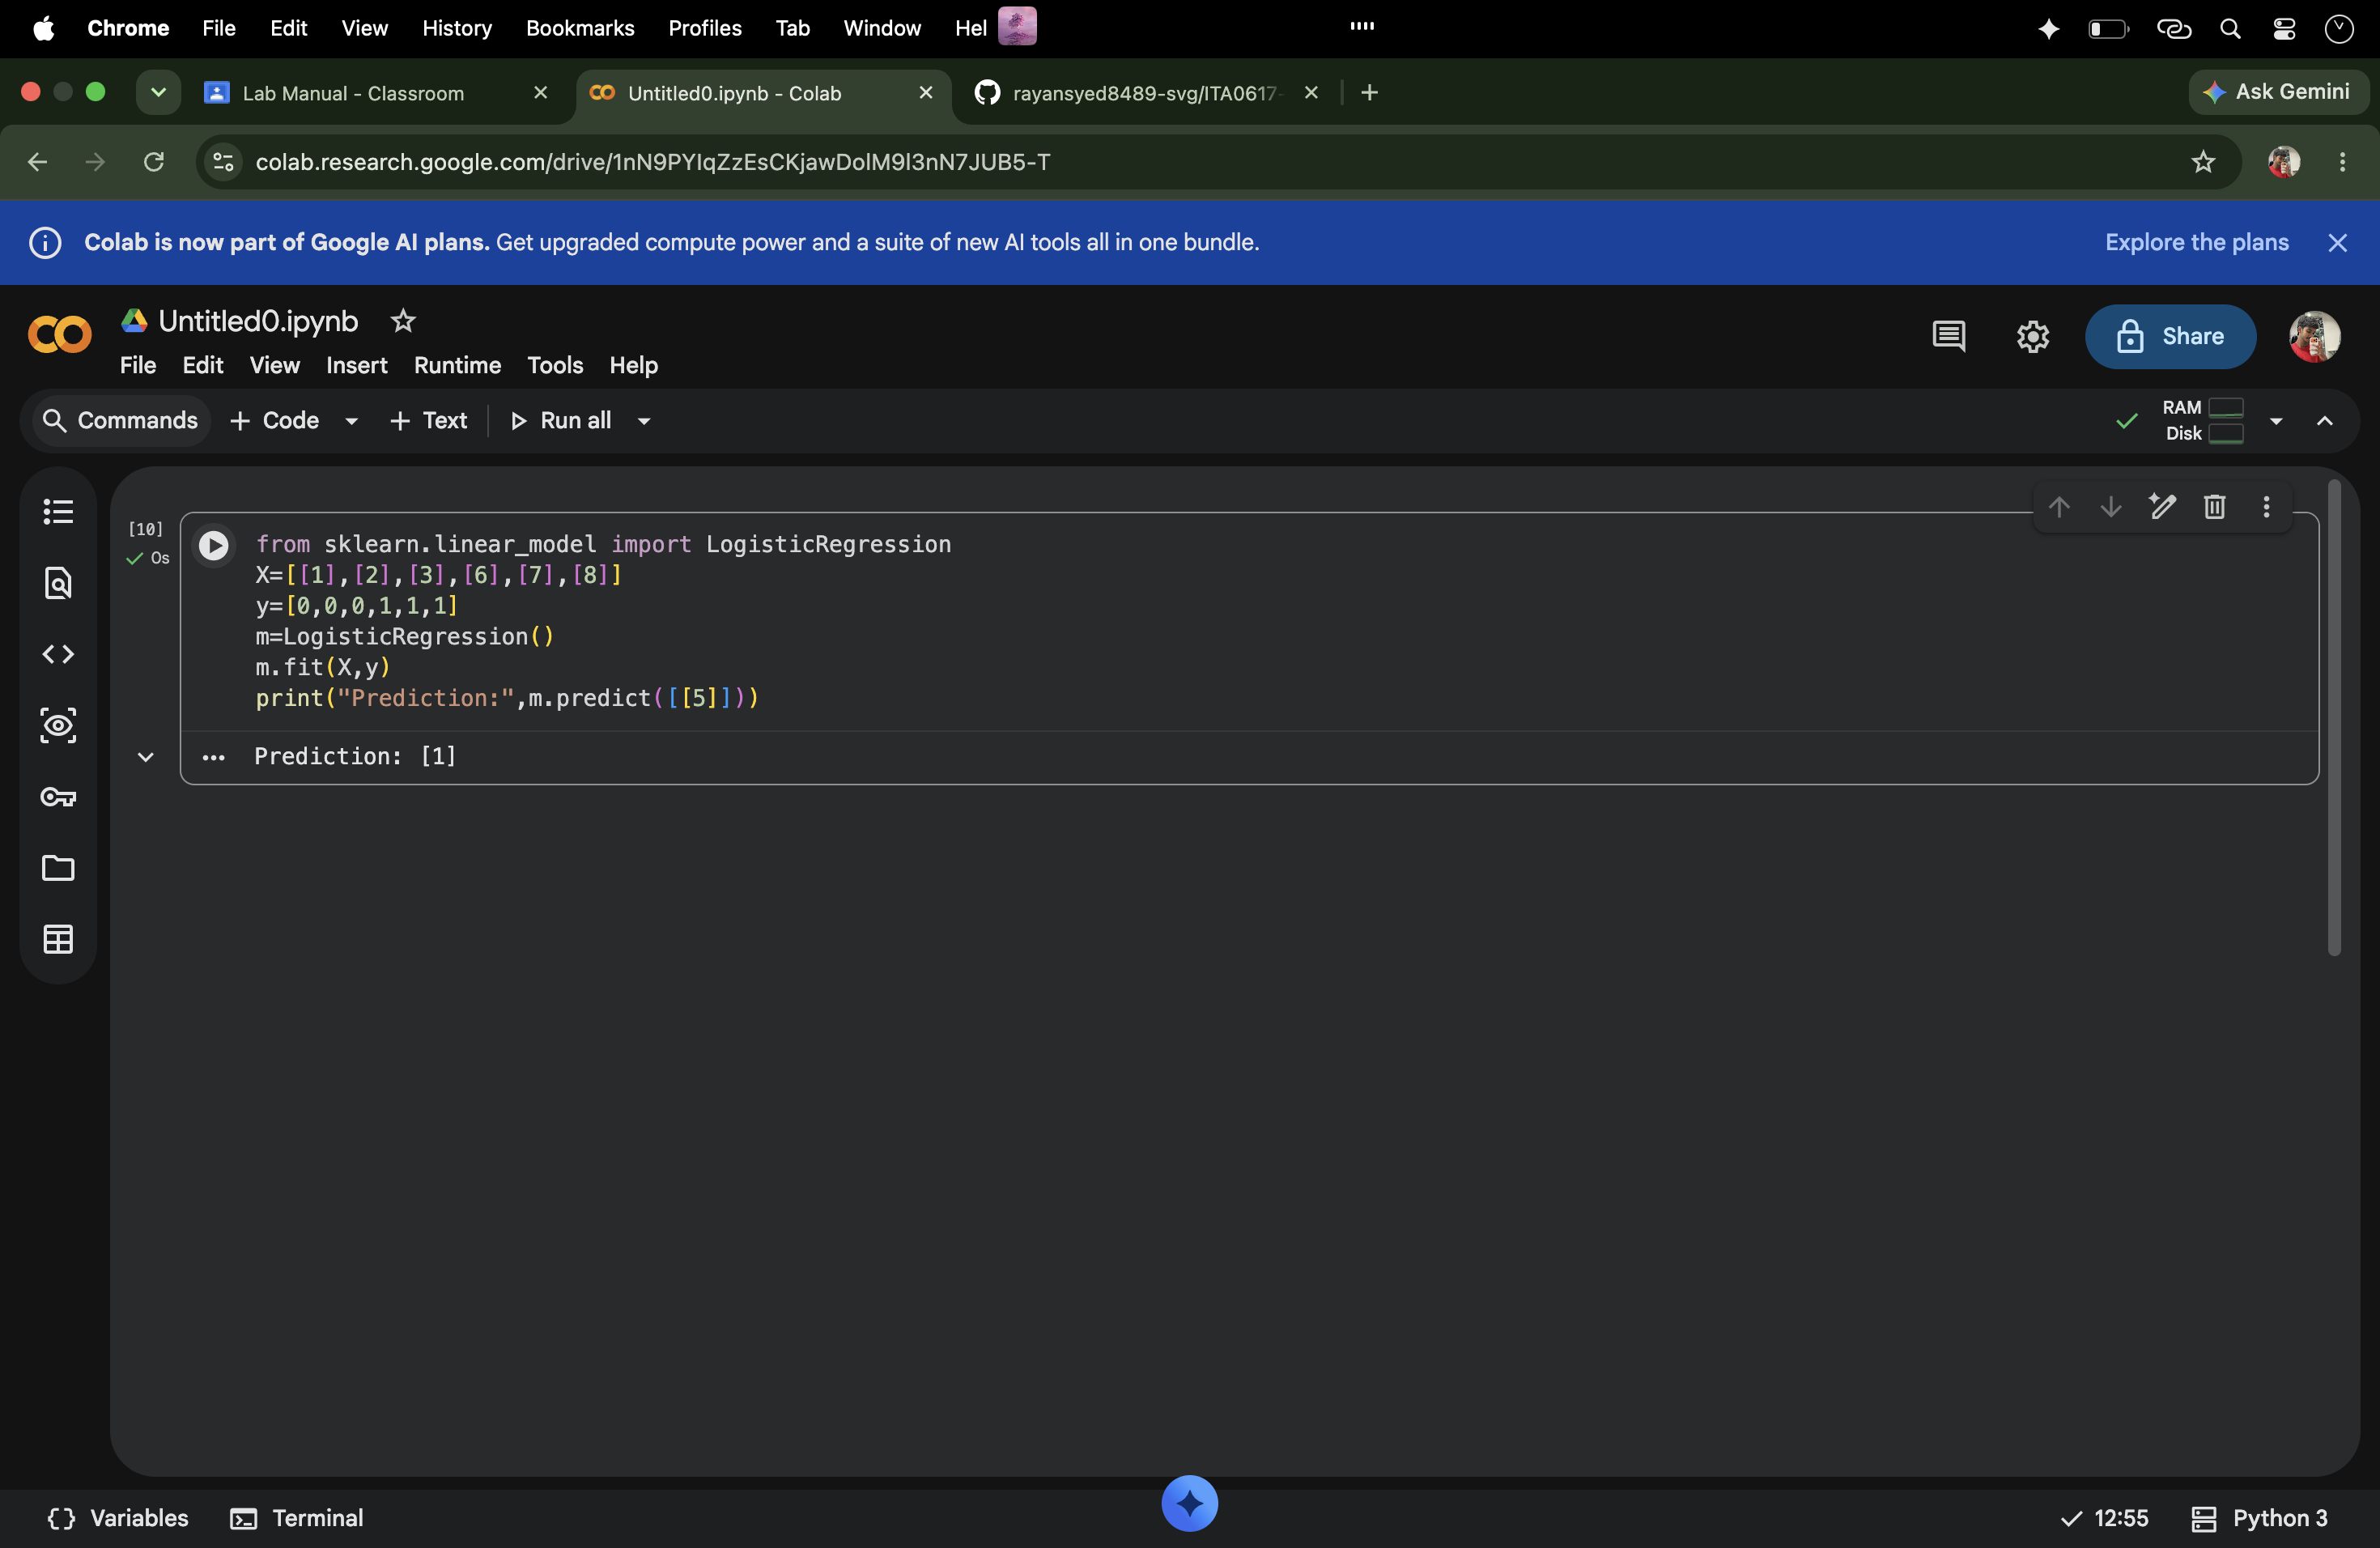 Chrome File Edit View History Bookmarks Profiles Tab Window Hel
Lab Manual - Classroom
Untitled0.ipynb - Colab
rayansyed8489-svg/ITA0617-
Ask Gemini
colab.research.google.com/drive/1nN9PYIqZzEsCKjawDolM9l3nN7JUB5-T
Colab is now part of Google AI plans. Get upgraded compute power and a suite of new AI tools all in one bundle.
Explore the plans
Untitled0.ipynb
File Edit View Insert Runtime Tools Help
Share
Commands + Code + Text Run all
RAM
Disk
[10]
0s
from sklearn.linear_model import LogisticRegression
X=[[1],[2],[3],[6],[7],[8]]
y=[0,0,0,1,1,1]
m=LogisticRegression()
m.fit(X,y)
print("Prediction:",m.predict([[5]]))
Prediction: [1]
{} Variables
Terminal
12:55
Python 3